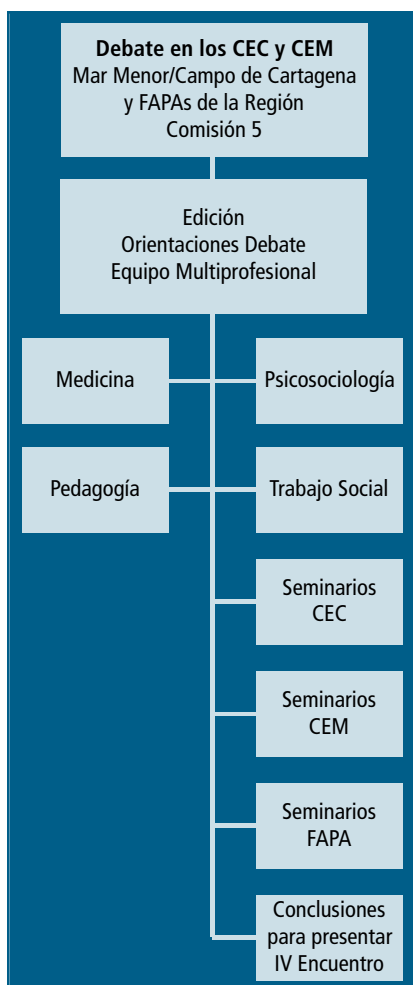 Debate en los CEC y CEM
Mar Menor/Campo de Cartagena
y FAPAs de la Región
Comisión 5
Edición
Orientaciones Debate
Equipo Multiprofesional
Medicina
Psicosociología
Pedagogía
Trabajo Social
Seminarios
CEC
Seminarios
CEM
Seminarios
FAPA
Conclusiones
para presentar
IV Encuentro